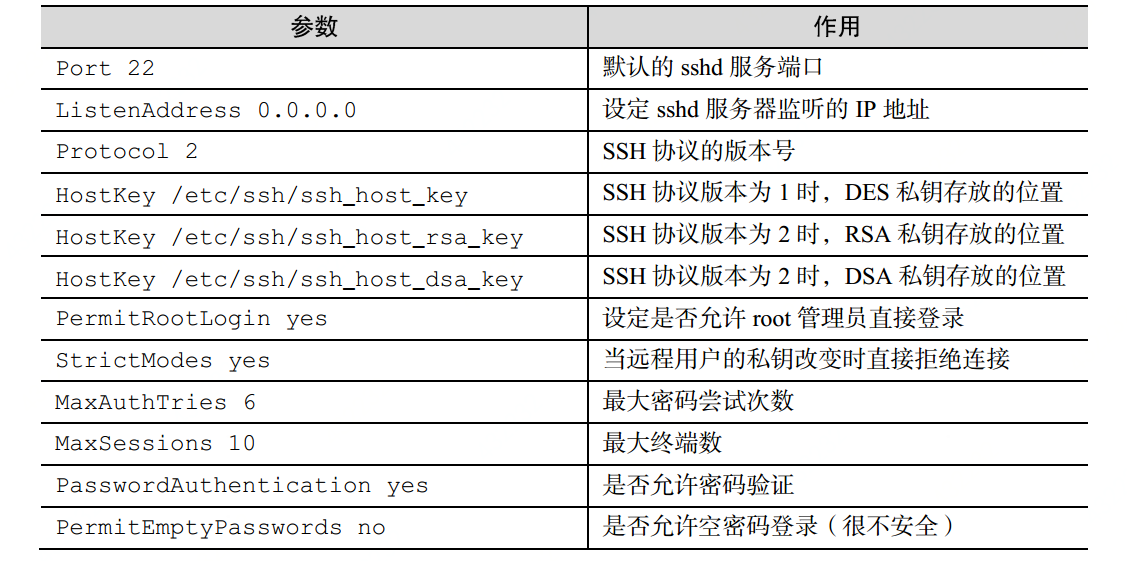 参数 作用
Port 22 默认的 sshd 服务端口
ListenAddress 0.0.0.0 设定 sshd 服务器监听的 IP 地址
Protocol 2 SSH 协议的版本号
HostKey /etc/ssh/ssh_host_key SSH 协议版本为 1 时，DES 私钥存放的位置
HostKey /etc/ssh/ssh_host_rsa_key SSH 协议版本为 2 时，RSA 私钥存放的位置
HostKey /etc/ssh/ssh_host_dsa_key SSH 协议版本为 2 时，DSA 私钥存放的位置
PermitRootLogin yes 设定是否允许 root 管理员直接登录
StrictModes yes 当远程用户的私钥改变时直接拒绝连接
MaxAuthTries 6 最大密码尝试次数
MaxSessions 10 最大终端数
PasswordAuthentication yes 是否允许密码验证
PermitEmptyPasswords no 是否允许空密码登录（很不安全）